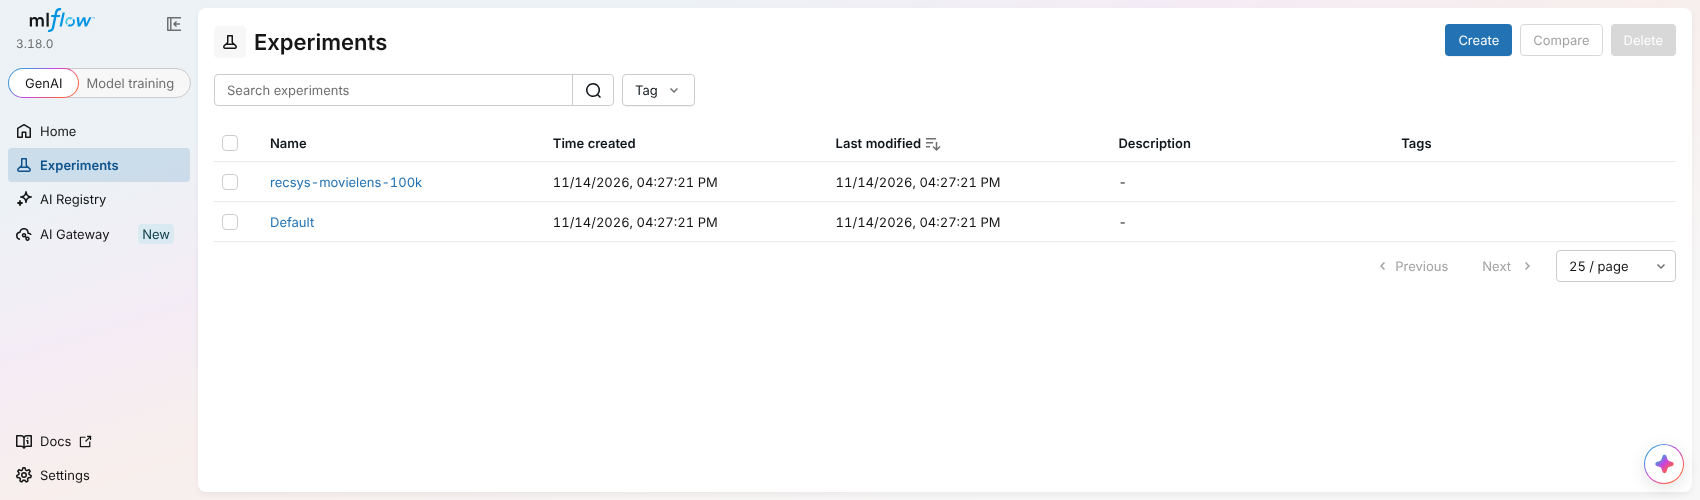 mlflow
3.18.0
GenAI Model training
Home
Experiments
AI Registry
AI Gateway New
Docs
Settings
Experiments
Create Compare Delete
Search experiments Tag
Name Time created Last modified Description Tags
recsys-movielens-100k 11/14/2026, 04:27:21 PM 11/14/2026, 04:27:21 PM -
Default 11/14/2026, 04:27:21 PM 11/14/2026, 04:27:21 PM -
Previous Next 25 / page